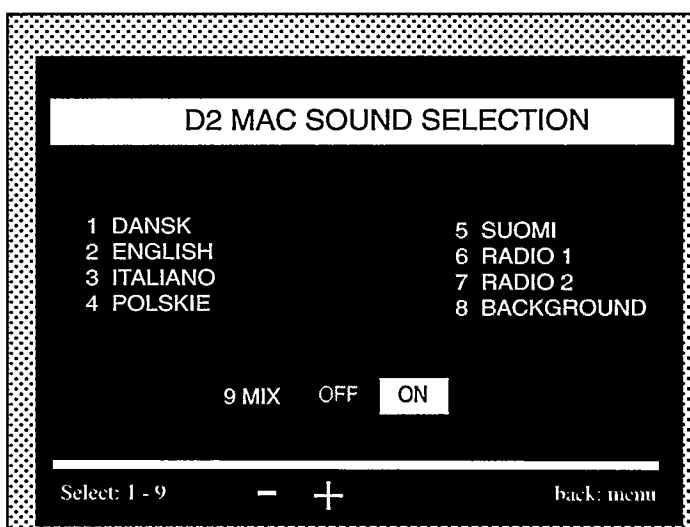 D2 MAC SOUND SELECTION
1 DANSK
2 ENGLISH
3 ITALIANO
4 POLSKIE
5 SUOMI
6 RADIO 1
7 RADIO 2
8 BACKGROUND
9 MIX OFF ON
Select: 1 - 9 - + back: menu